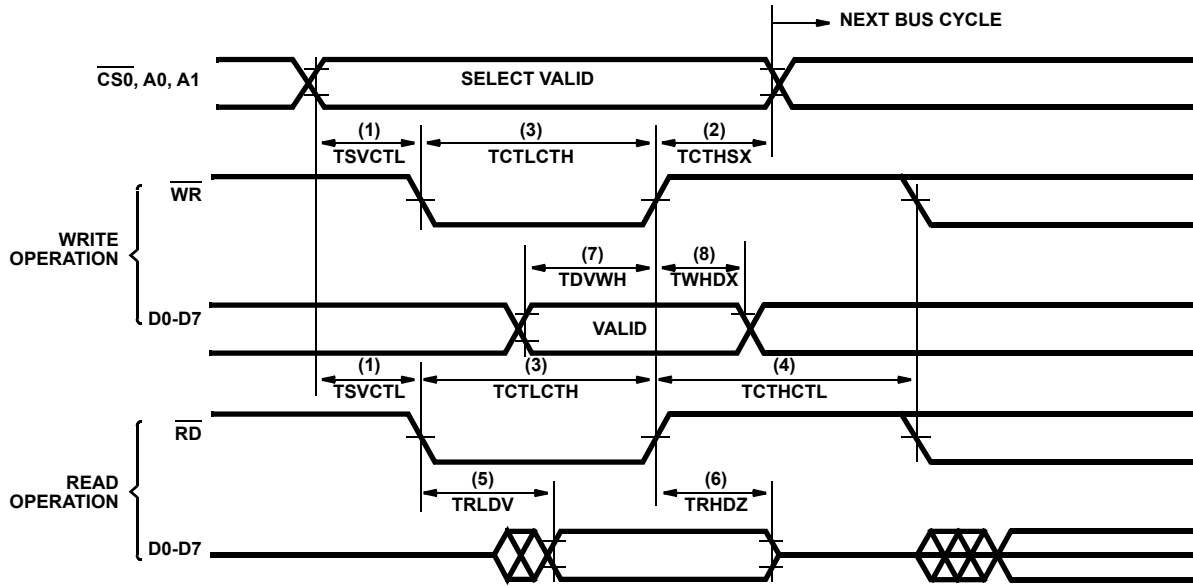 NEXT BUS CYCLE
CS0, A0, A1
SELECT VALID
(1)
TSVCTL
(3)
TCTLCTH
(2)
TCTHSX
WR
WRITE
OPERATION
(7)
TDVWH
(8)
TWHDX
D0-D7
VALID
(1)
TSVCTL
(3)
TCTLCTH
(4)
TCTHCTL
RD
READ
OPERATION
(5)
TRLDV
(6)
TRHDZ
D0-D7